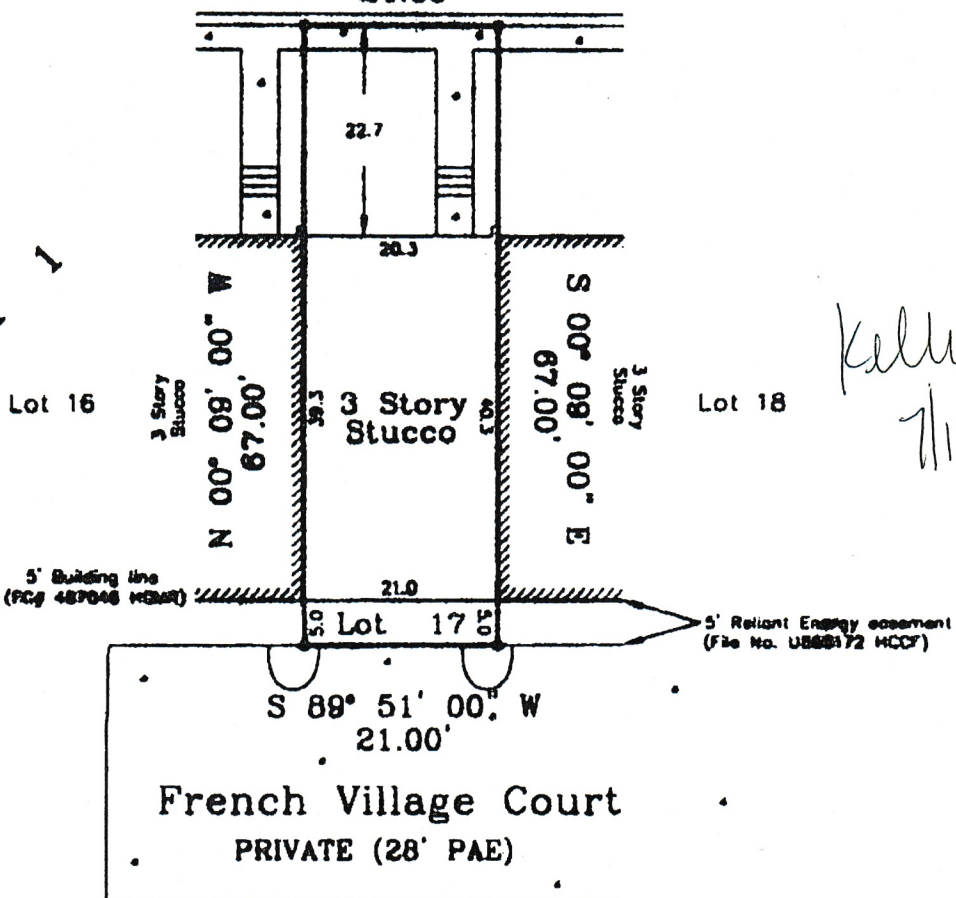 22.7
20.3
1
N 00° 09' 00" W
67.00'
S 00° 09' 00" E
67.00'
3 Story
Stucco
3 Story
Stucco
39.3
3 Story
Stucco
40.3
Lot 16
Lot 18
5' Building line
21.0
5.0
Lot 17
5.0
5' Reliant Energy easement
S 89° 51' 00" W
21.00'
French Village Court
PRIVATE (28' PAE)